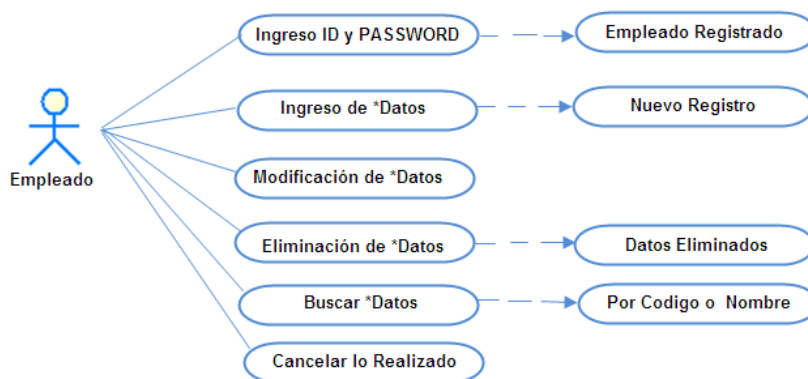 Ingreso ID y PASSWORD
Empleado Registrado
Ingreso de *Datos
Nuevo Registro
Empleado
Modificación de *Datos
Eliminación de *Datos
Datos Eliminados
Buscar *Datos
Por Codigo o Nombre
Cancelar lo Realizado